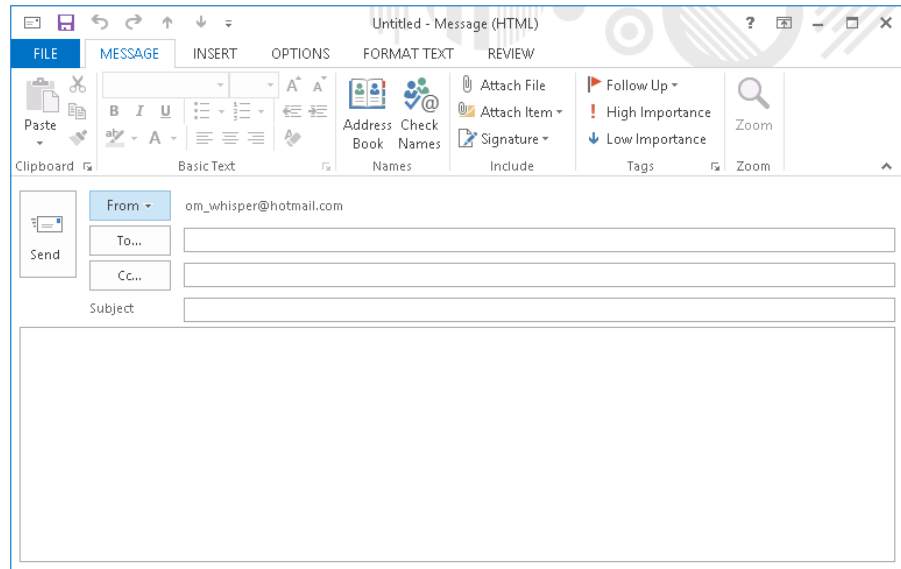 Untitled - Message (HTML) ?
FILE MESSAGE INSERT OPTIONS FORMAT TEXT REVIEW
Paste
B I U
A A
aby A
Address Book
Check Names
Attach File
Attach Item
Signature
Follow Up
! High Importance
Low Importance
Zoom
Clipboard Basic Text Names Include Tags Zoom
Send
From om_whisper@hotmail.com
To...
Cc...
Subject